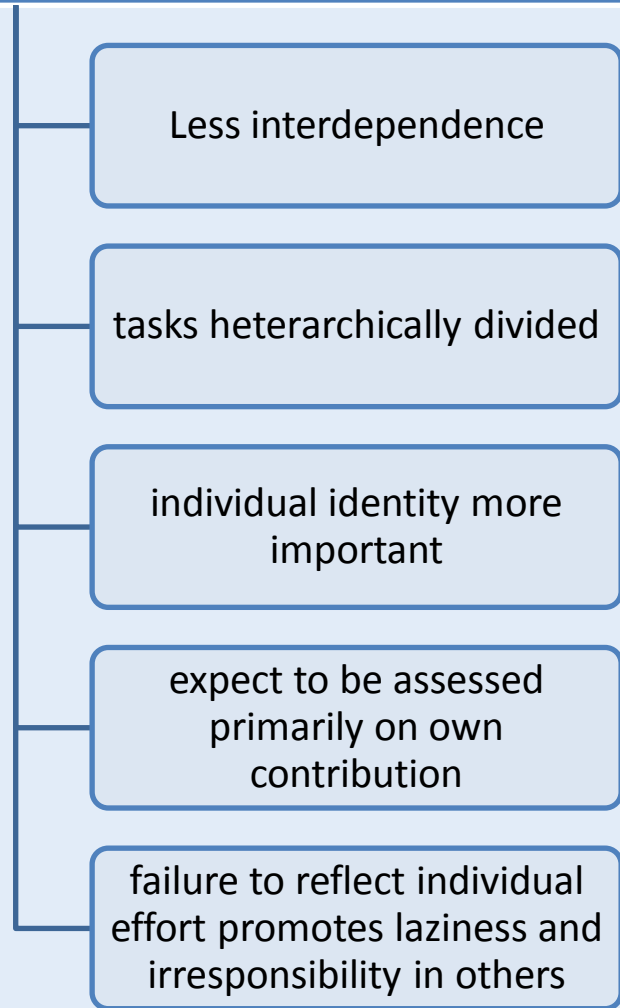 Less interdependence
tasks heterarchically divided
individual identity more
important
expect to be assessed
primarily on own
contribution
failure to reflect individual
effort promotes laziness and
irresponsibility in others